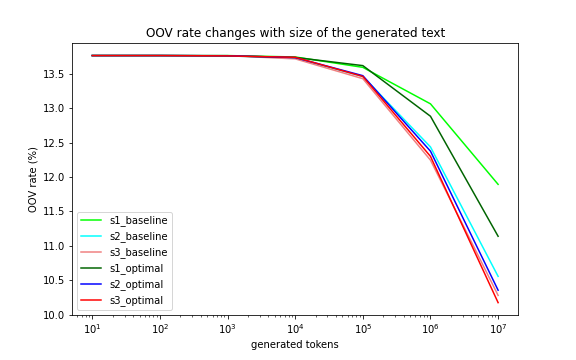 OOV rate changes with size of the generated text
OOV rate (%)
13.5
13.0
12.5
12.0
11.5
11.0
10.5
10.0
s1_baseline
s2_baseline
s3_baseline
s1_optimal
s2_optimal
s3_optimal
10¹ 10² 10³ 10⁴ 10⁵ 10⁶ 10⁷
generated tokens